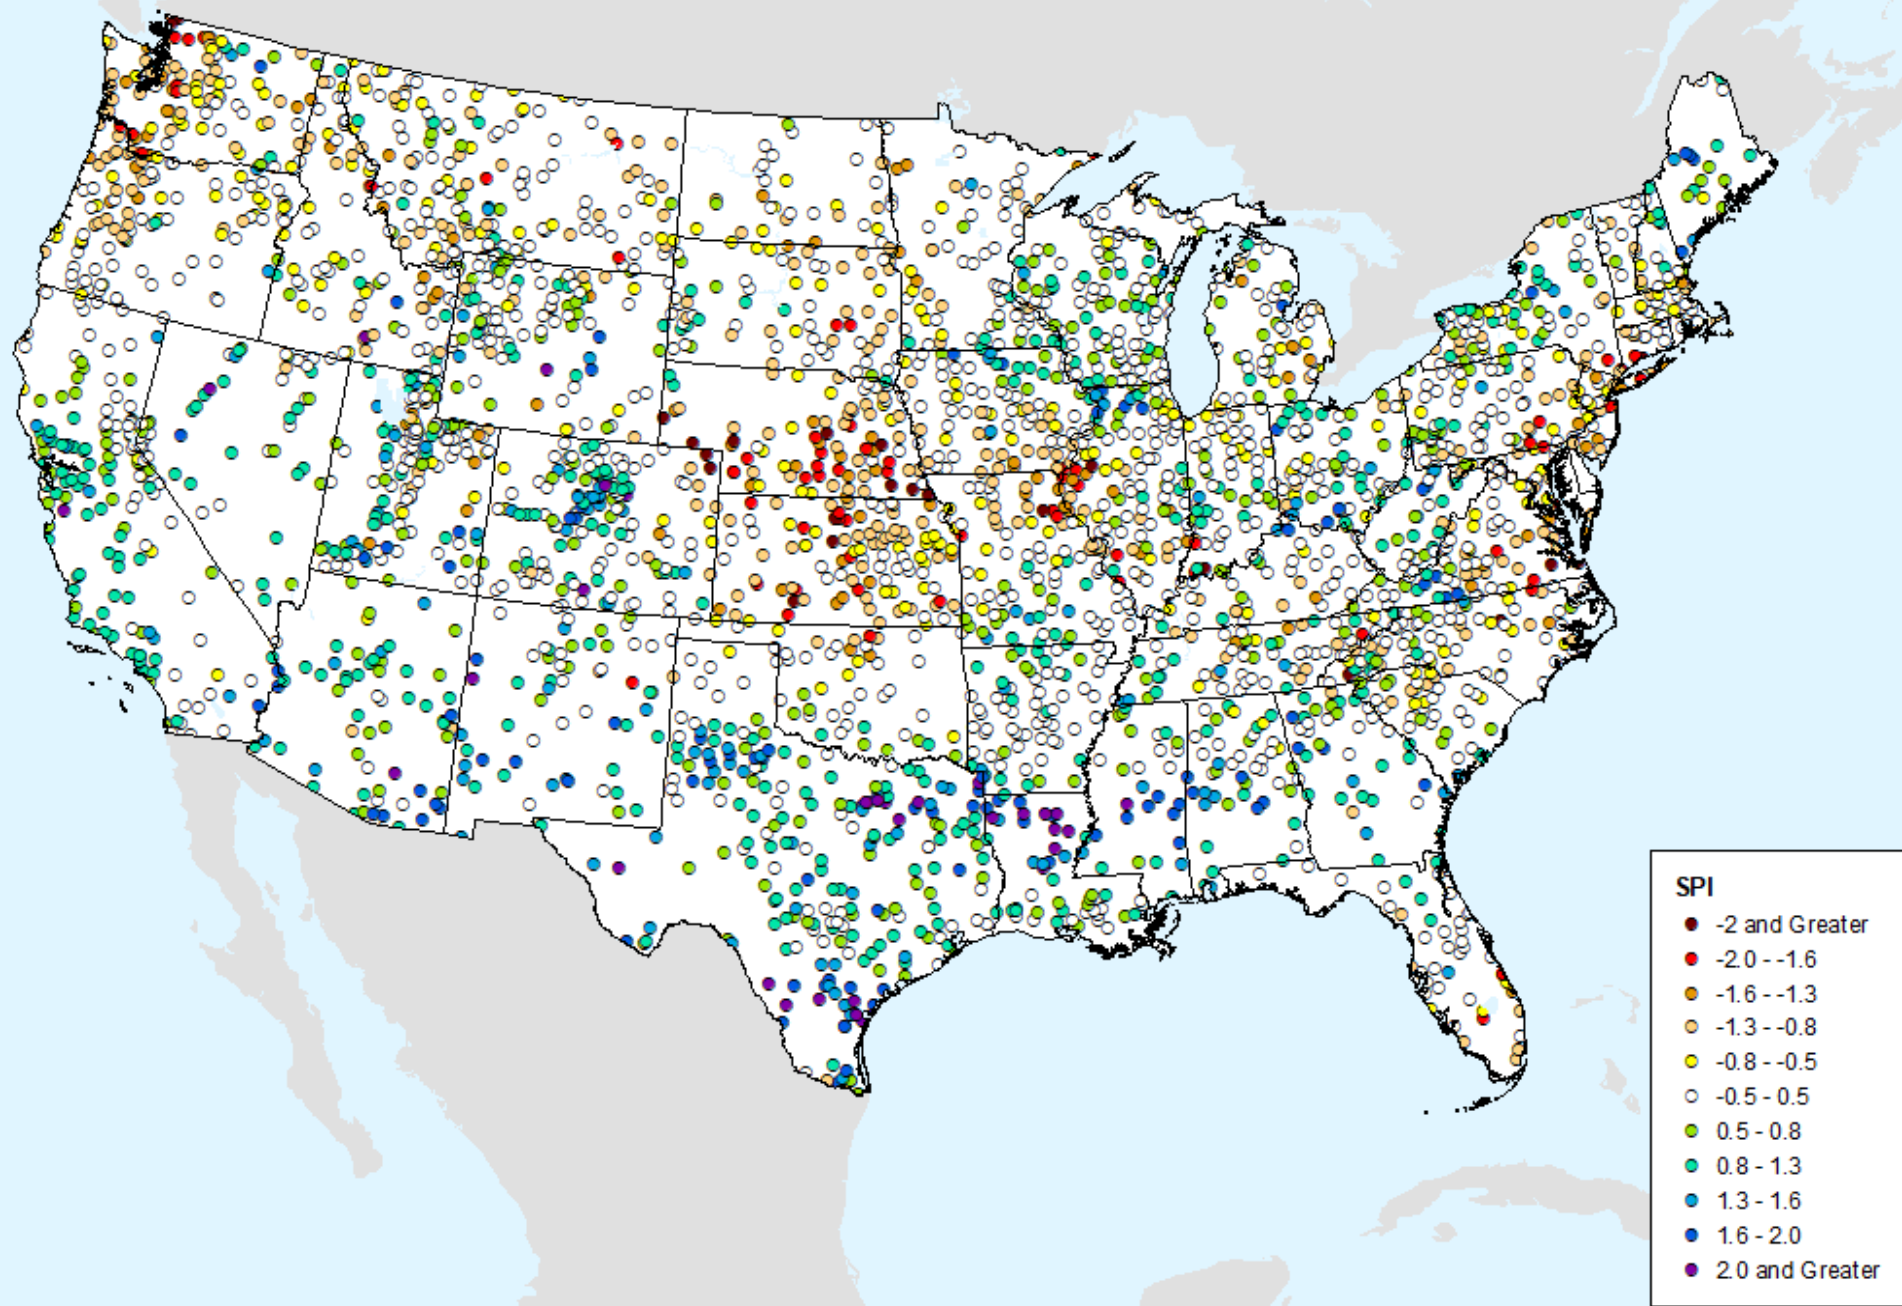 SPI
-2 and Greater
-2.0 - -1.6
-1.6 - -1.3
-1.3 - -0.8
-0.8 - -0.5
-0.5 - 0.5
0.5 - 0.8
0.8 - 1.3
1.3 - 1.6
1.6 - 2.0
2.0 and Greater